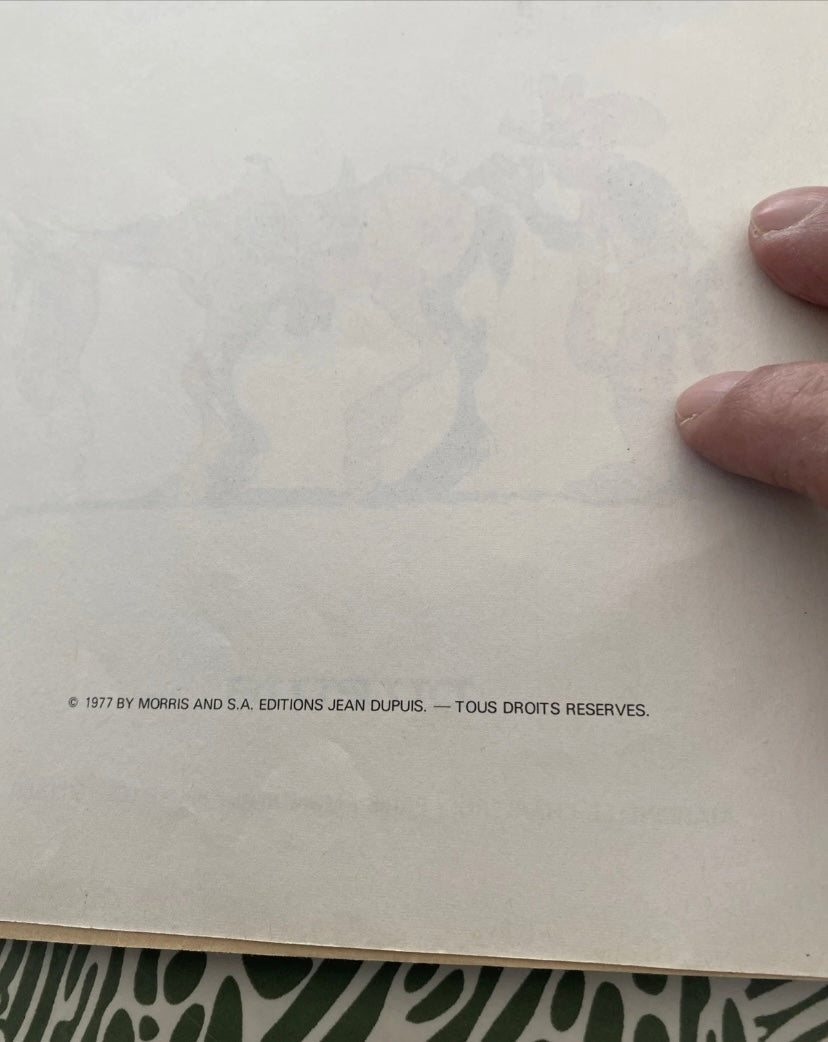 © 1977 BY MORRIS AND S.A. EDITIONS JEAN DUPUIS. — TOUS DROITS RESERVES.